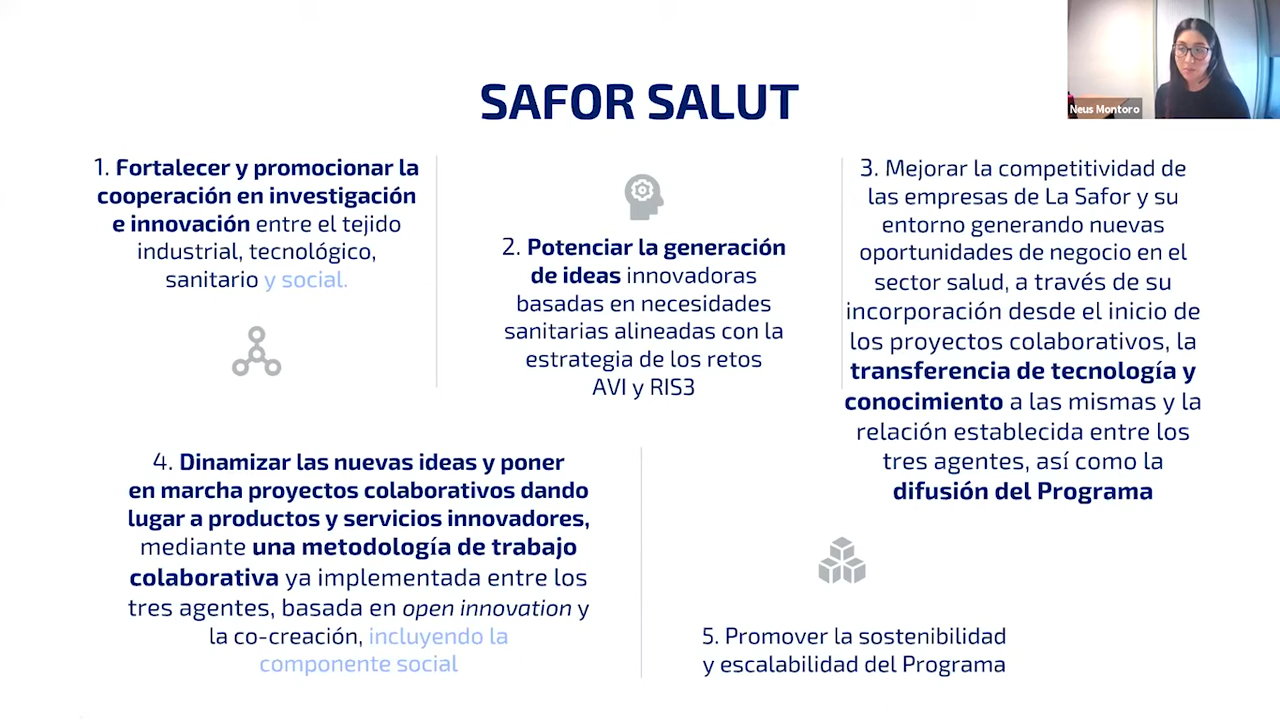 SAFOR SALUT
Neus Montoro
1. Fortalecer y promocionar la
cooperación en investigación
e innovación entre el tejido
industrial, tecnológico,
sanitario y social.
2. Potenciar la generación
de ideas innovadoras
basadas en necesidades
sanitarias alineadas con la
estrategia de los retos
AVI y RIS3
3. Mejorar la competitividad de
las empresas de La Safor y su
entorno generando nuevas
oportunidades de negocio en el
sector salud, a través de su
incorporación desde el inicio de
los proyectos colaborativos, la
transferencia de tecnología y
conocimiento a las mismas y la
relación establecida entre los
tres agentes, así como la
difusión del Programa
4. Dinamizar las nuevas ideas y poner
en marcha proyectos colaborativos dando
lugar a productos y servicios innovadores,
mediante una metodología de trabajo
colaborativa ya implementada entre los
tres agentes, basada en open innovation y
la co-creación, incluyendo la
componente social
5. Promover la sostenibilidad
y escalabilidad del Programa